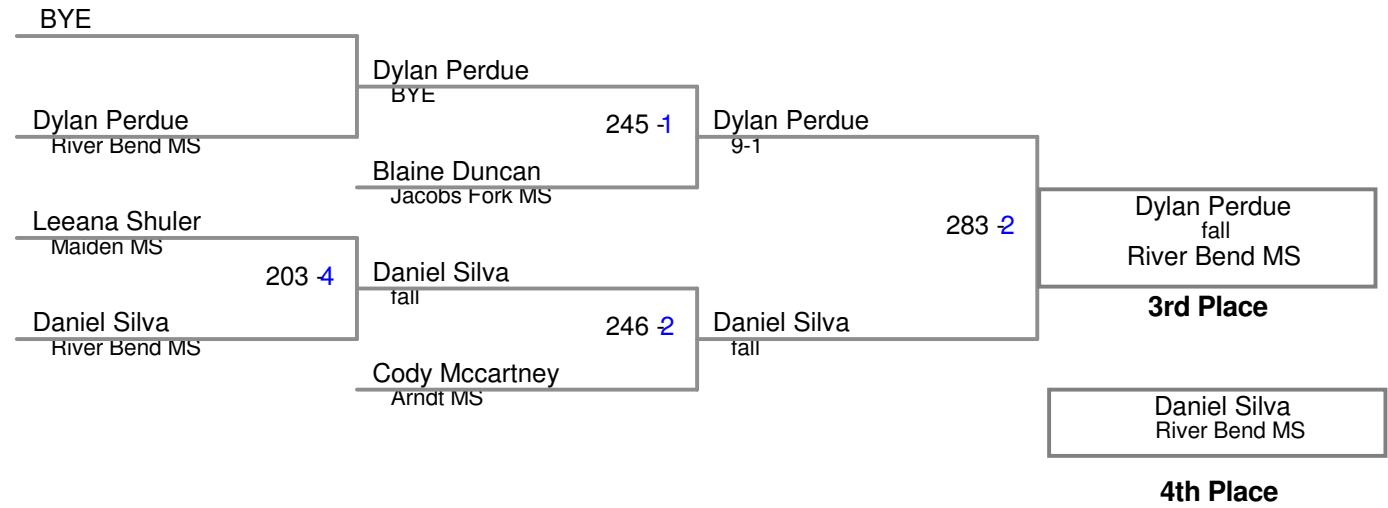 BYE
Dylan Perdue
BYE
Dylan Perdue
River Bend MS
245 -1
Dylan Perdue
9-1
Blaine Duncan
Jacobs Fork MS
Leeana Shuler
Maiden MS
283 -2
Dylan Perdue
fall
River Bend MS
203 -4
Daniel Silva
fall
3rd Place
Daniel Silva
River Bend MS
246 -2
Daniel Silva
fall
Cody Mccartney
Arndt MS
Daniel Silva
River Bend MS
4th Place